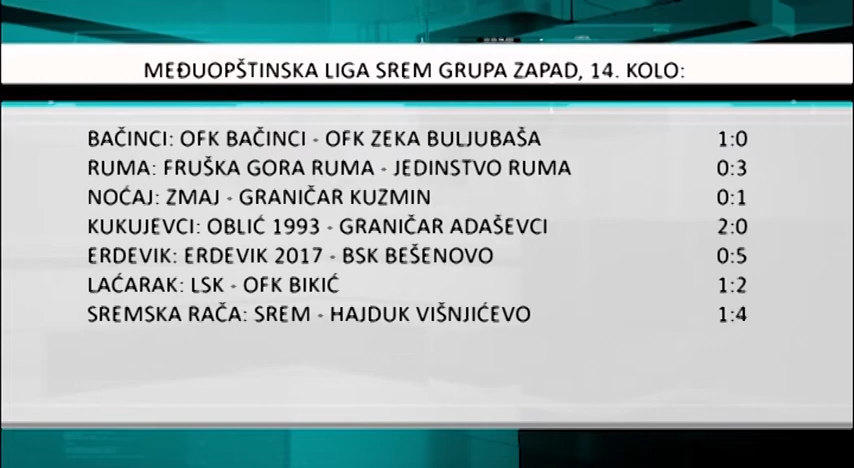 MEĐUOPŠTINSKA LIGA SREM GRUPA ZAPAD, 14. KOLO:
BAČINCI: OFK BAČINCI - OFK ZEKA BULJUBAŠA 1:0
RUMA: FRUŠKA GORA RUMA - JEDINSTVO RUMA 0:3
NOĆAJ: ZMAJ - GRANIČAR KUZMIN 0:1
KUKUJEVCI: OBLIĆ 1993 - GRANIČAR ADAŠEVCI 2:0
ERDEVIK: ERDEVIK 2017 - BSK BEŠENOVO 0:5
LAĆARAK: LSK - OFK BIKIĆ 1:2
SREMSKA RAČA: SREM - HAJDUK VIŠNJIĆEVO 1:4